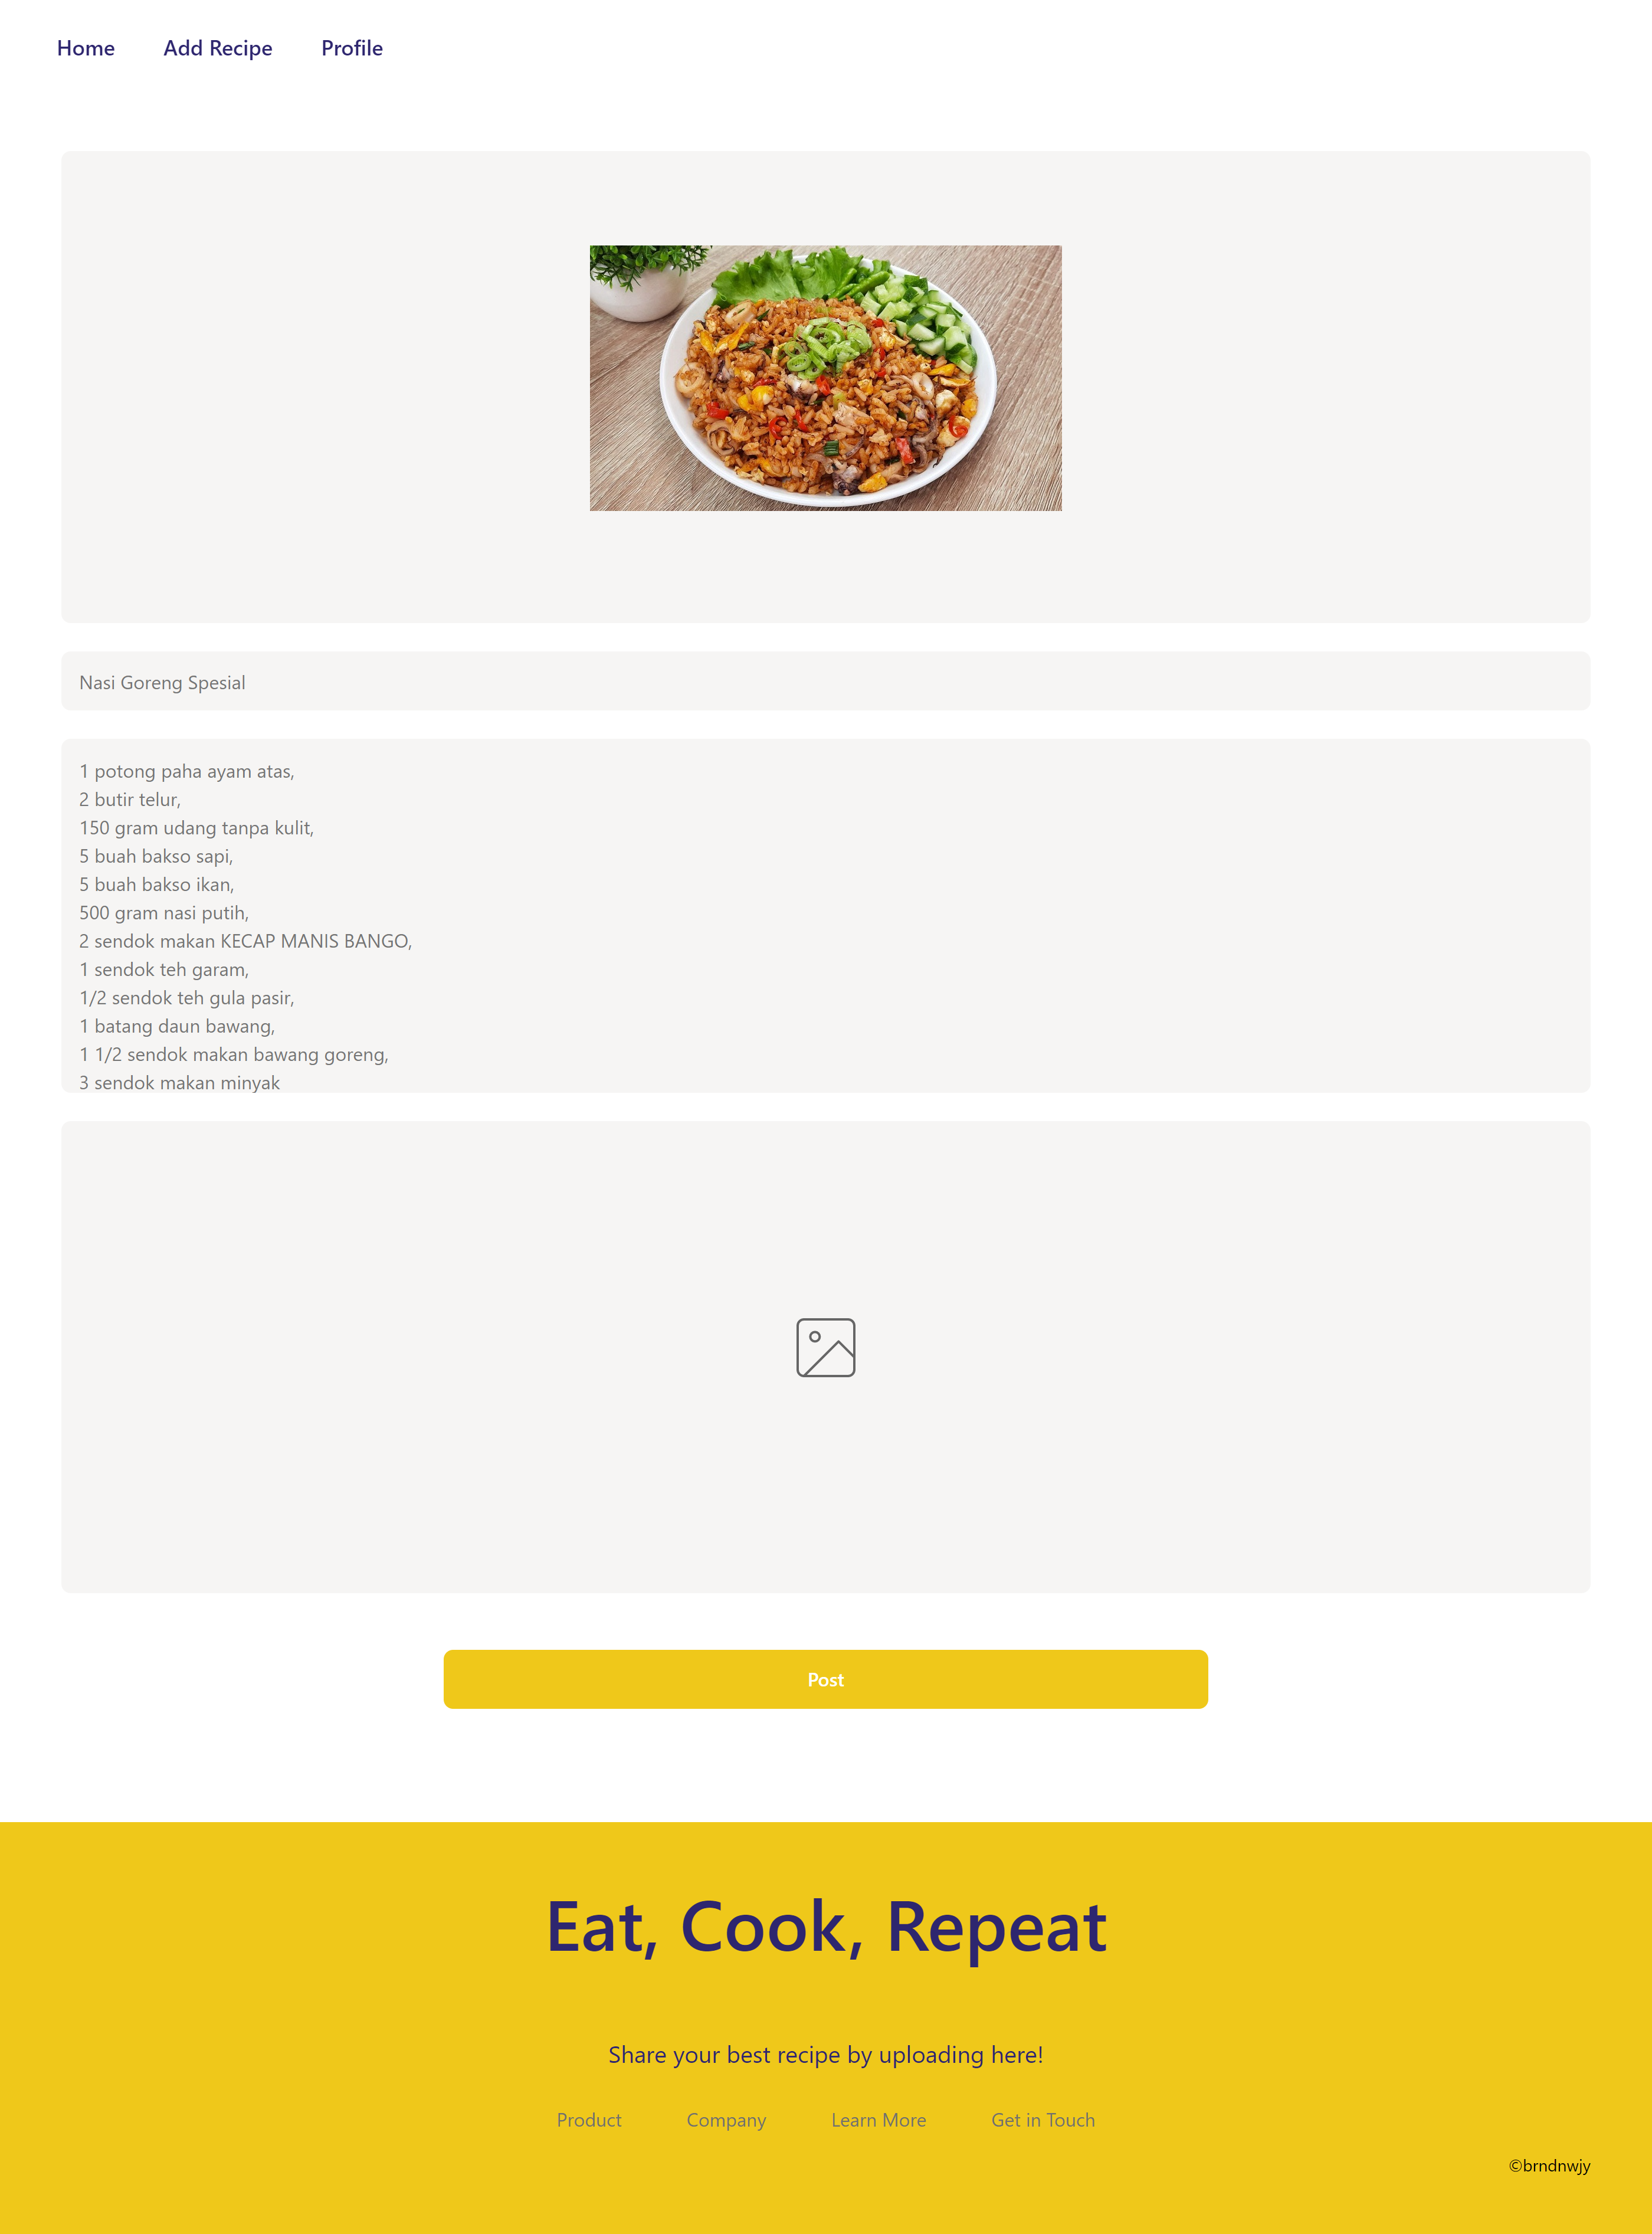 Home Add Recipe Profile
Nasi Goreng Spesial
1 potong paha ayam atas,
2 butir telur,
150 gram udang tanpa kulit,
5 buah bakso sapi,
5 buah bakso ikan,
500 gram nasi putih,
2 sendok makan KECAP MANIS BANGO,
1 sendok teh garam,
1/2 sendok teh gula pasir,
1 batang daun bawang,
1 1/2 sendok makan bawang goreng,
3 sendok makan minyak
Post
Eat, Cook, Repeat
Share your best recipe by uploading here!
Product Company Learn More Get in Touch
©brndnwjy